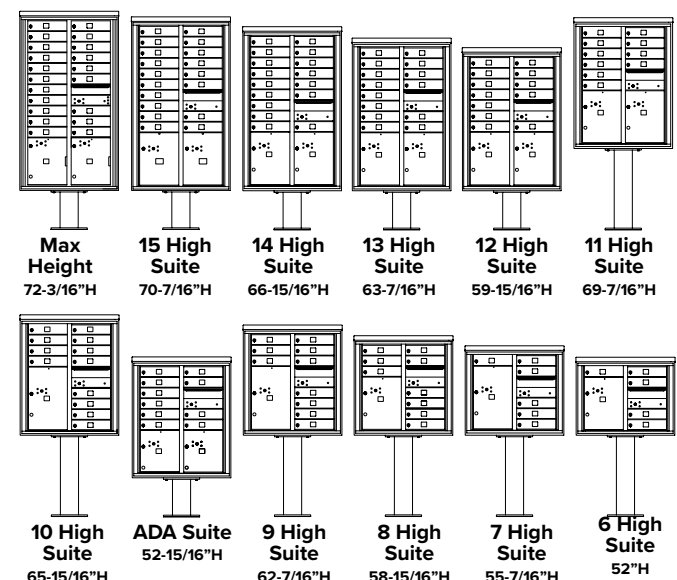 Max
Height
72-3/16”H
15 High
Suite
70-7/16”H
14 High
Suite
66-15/16”H
13 High
Suite
63-7/16”H
12 High
Suite
59-15/16”H
11 High
Suite
69-7/16”H
10 High
Suite
65-15/16”H
ADA Suite
52-15/16”H
9 High
Suite
62-7/16”H
8 High
Suite
58-15/16”H
7 High
Suite
55-7/16”H
6 High
Suite
52”H